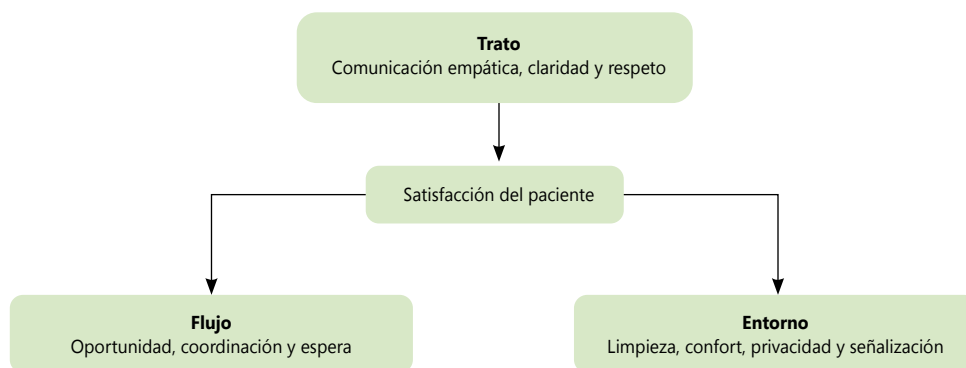 Trato
Comunicación empática, claridad y respeto
Satisfacción del paciente
Flujo
Oportunidad, coordinación y espera
Entorno
Limpieza, confort, privacidad y señalización